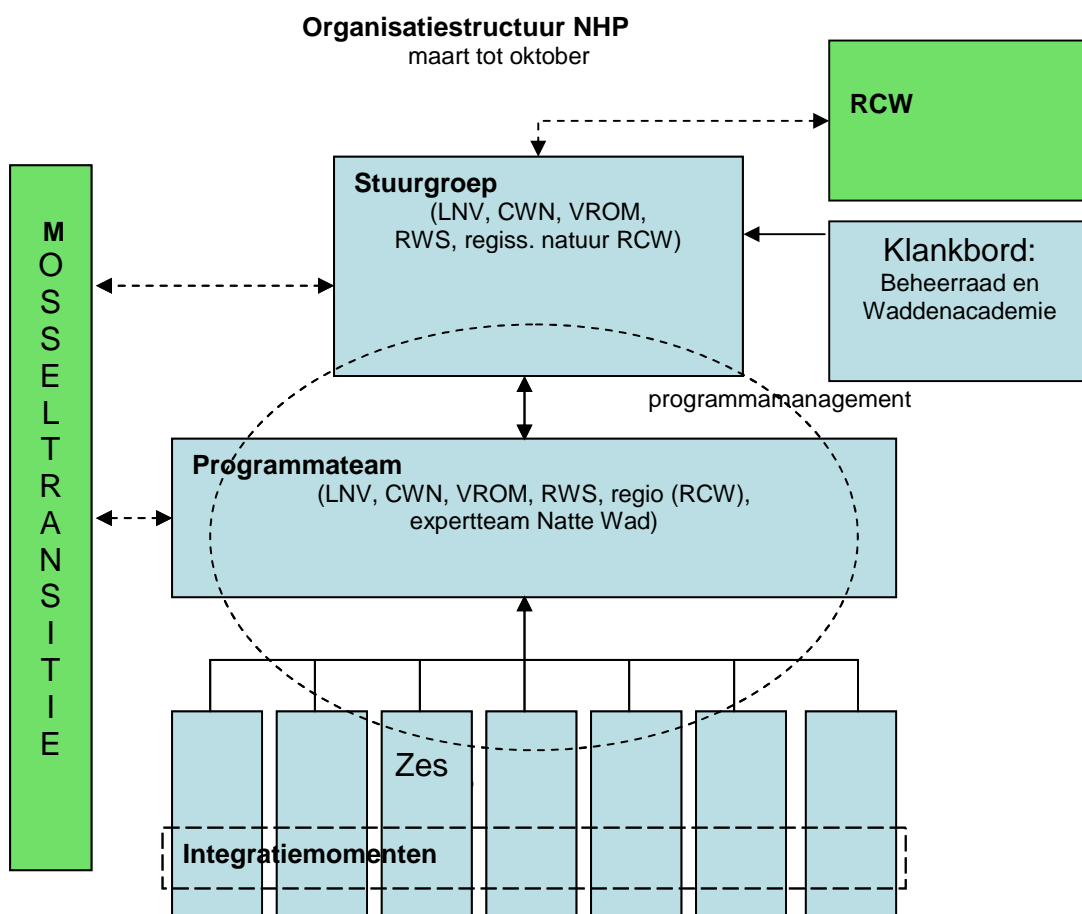 Organisatiestructuur NHP
maart tot oktober
RCW
Stuurgroep
(LNV, CWN, VROM,
RWS, regiss. natuur RCW)
Klankbord:
Beheerraad en
Waddenacademie
MOSSELTRANSITIE
programmamanagement
Programmateam
(LNV, CWN, VROM, RWS, regio (RCW),
expertteam Natte Wad)
Zes
Integratiemomenten